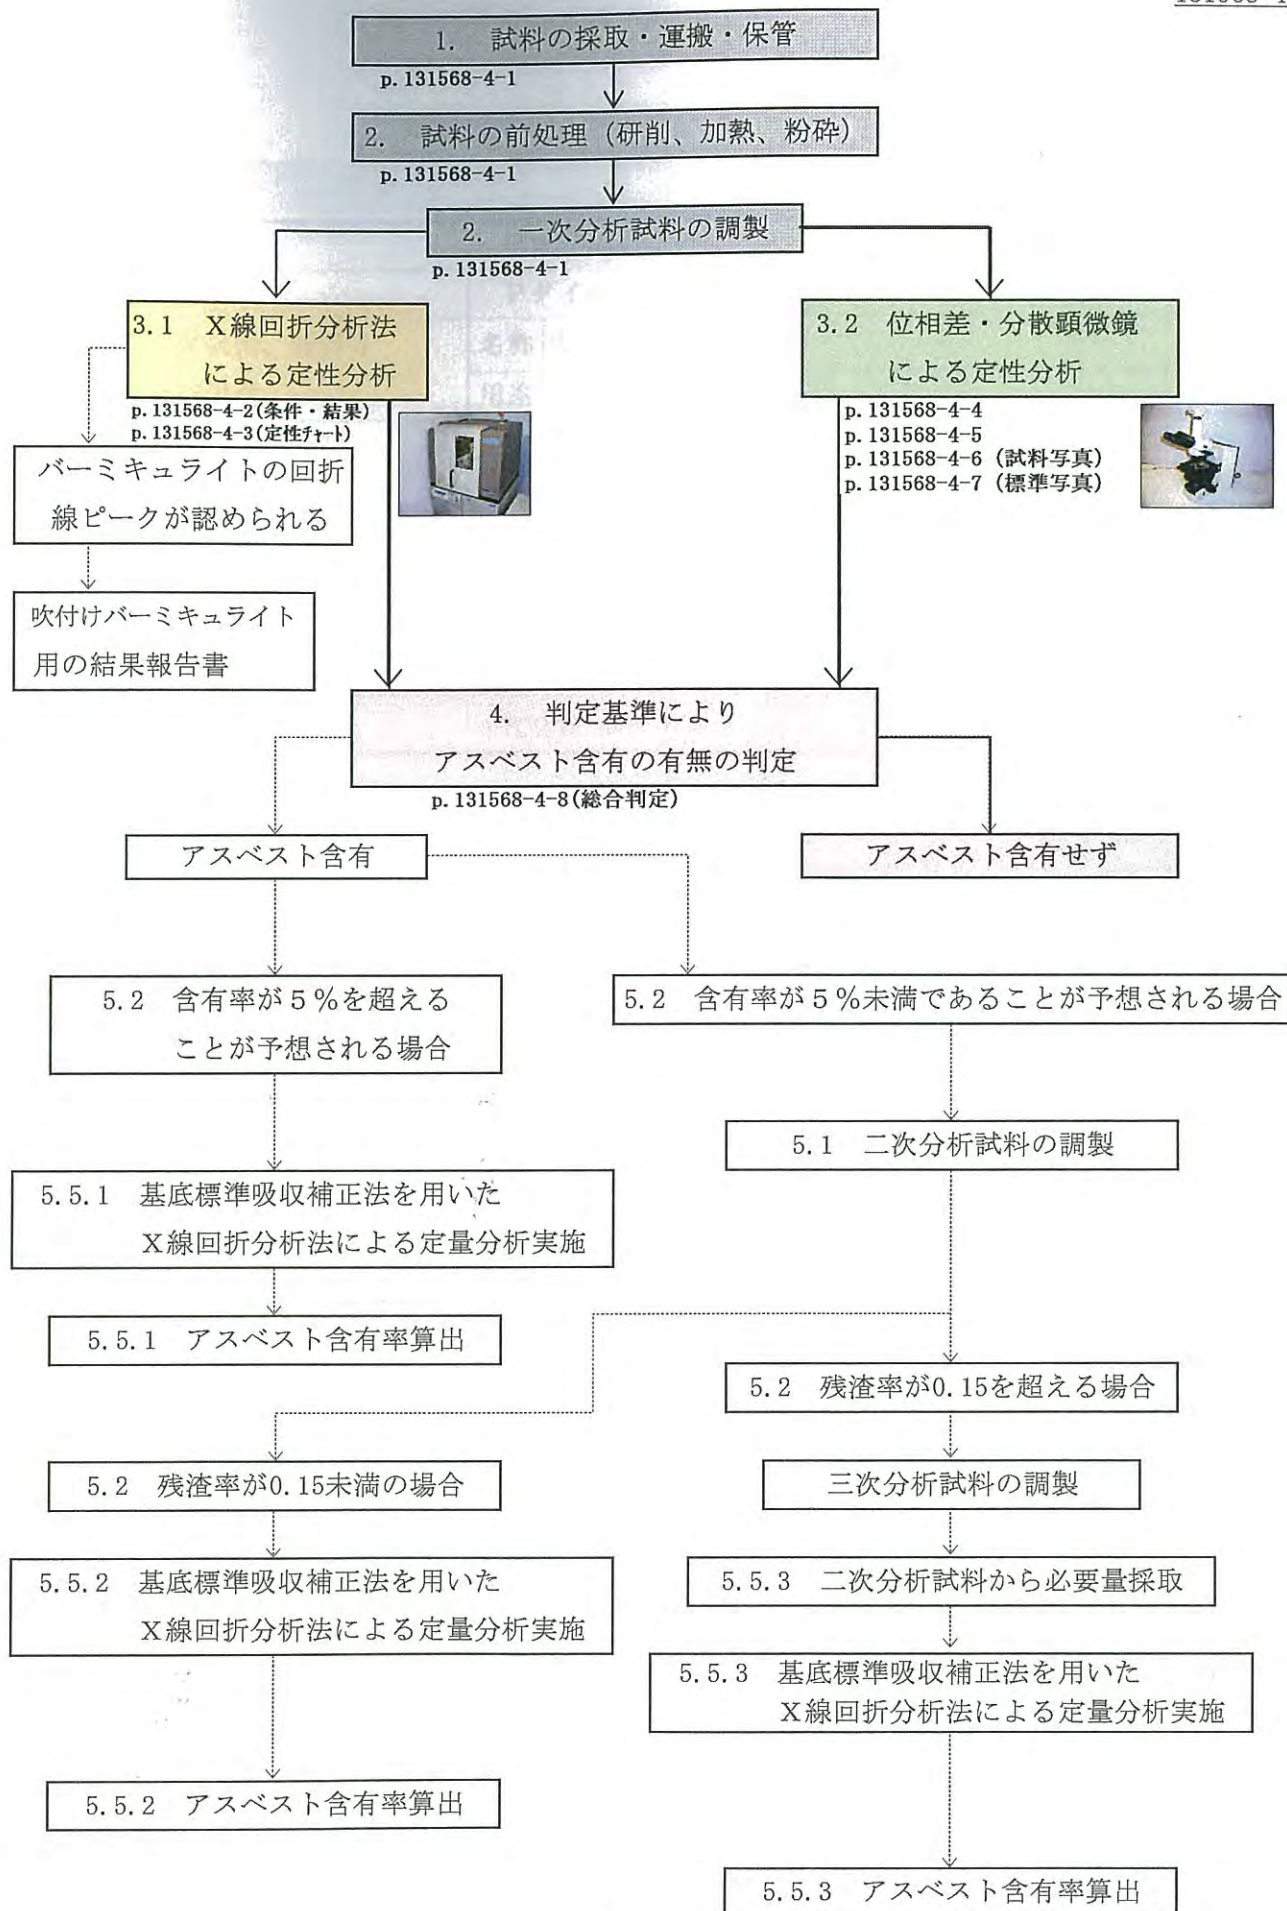 1. 試料の採取・運搬・保管
p.131568-4-1
2. 試料の前処理（研削、加熱、粉砕）
p.131568-4-1
2. 一次分析試料の調製
p.131568-4-1
3.1 X線回折分析法
による定性分析
p.131568-4-2(条件・結果)
p.131568-4-3(定性ﾁｬｰﾄ)
3.2 位相差・分散顕微鏡
による定性分析
p.131568-4-4
p.131568-4-5
p.131568-4-6 (試料写真)
p.131568-4-7 (標準写真)
バーミキュライトの回折
線ピークが認められる
吹付けバーミキュライト
用の結果報告書
4. 判定基準により
アスベスト含有の有無の判定
p.131568-4-8(総合判定)
アスベスト含有
アスベスト含有せず
5.2 含有率が５％を超える
ことが予想される場合
5.2 含有率が５％未満であることが予想される場合
5.1 二次分析試料の調製
5.5.1 基底標準吸収補正法を用いた
X線回折分析法による定量分析実施
5.5.1 アスベスト含有率算出
5.2 残渣率が0.15を超える場合
5.2 残渣率が0.15未満の場合
三次分析試料の調製
5.5.2 基底標準吸収補正法を用いた
X線回折分析法による定量分析実施
5.5.3 二次分析試料から必要量採取
5.5.3 基底標準吸収補正法を用いた
X線回折分析法による定量分析実施
5.5.2 アスベスト含有率算出
5.5.3 アスベスト含有率算出